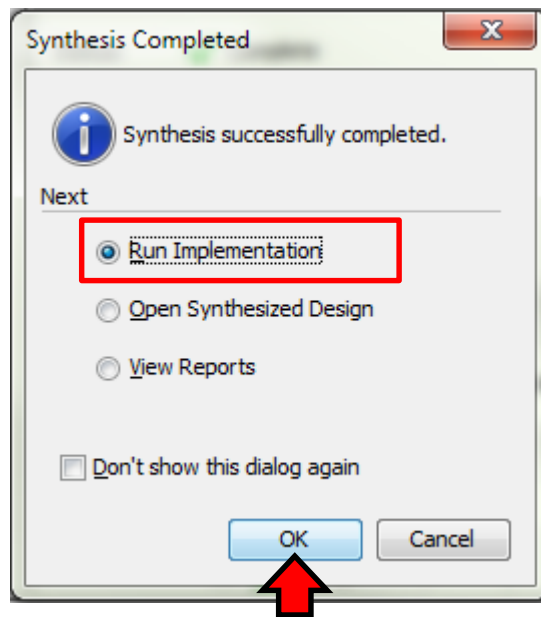 Synthesis Completed
Synthesis successfully completed.
Next
Run Implementation
Open Synthesized Design
View Reports
Don't show this dialog again
OK Cancel